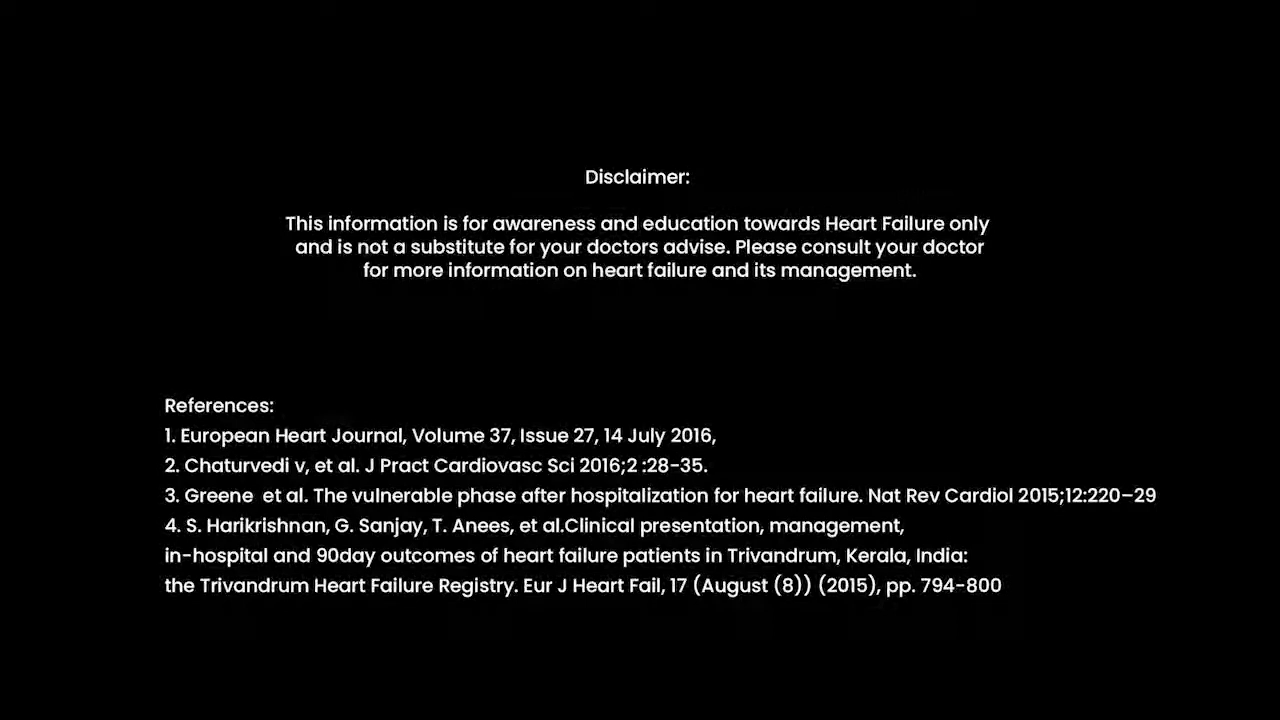 Disclaimer:
This information is for awareness and education towards Heart Failure only
and is not a substitute for your doctors advise. Please consult your doctor
for more information on heart failure and its management.
References:
1. European Heart Journal, Volume 37, Issue 27, 14 July 2016,
2. Chaturvedi v, et al. J Pract Cardiovasc Sci 2016;2 :28-35.
3. Greene  et al. The vulnerable phase after hospitalization for heart failure. Nat Rev Cardiol 2015;12:220–29
4. S. Harikrishnan, G. Sanjay, T. Anees, et al.Clinical presentation, management,
in-hospital and 90day outcomes of heart failure patients in Trivandrum, Kerala, India:
the Trivandrum Heart Failure Registry. Eur J Heart Fail, 17 (August (8)) (2015), pp. 794-800